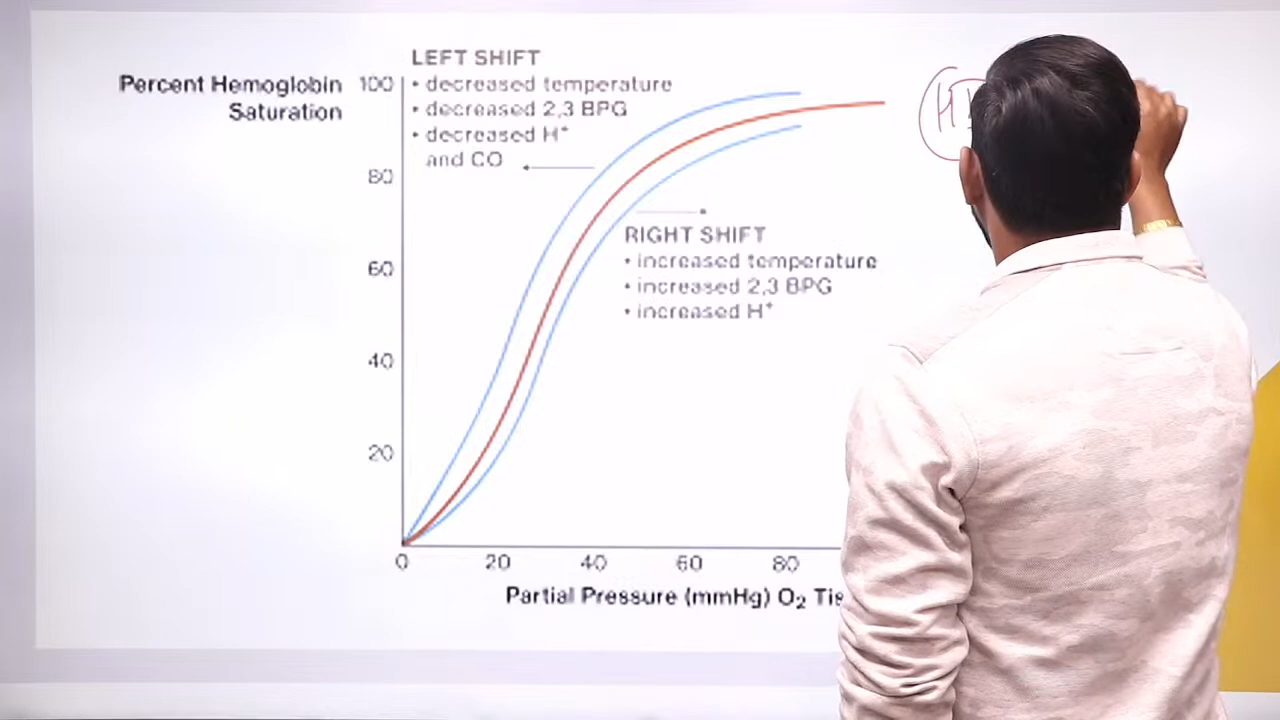 LEFT SHIFT
• decreased temperature
• decreased 2,3 BPG
• decreased H⁺
and CO
Percent Hemoglobin
Saturation
100
80
60
40
20
RIGHT SHIFT
• increased temperature
• increased 2,3 BPG
• increased H⁺
0 20 40 60 80
Partial Pressure (mmHg) O₂